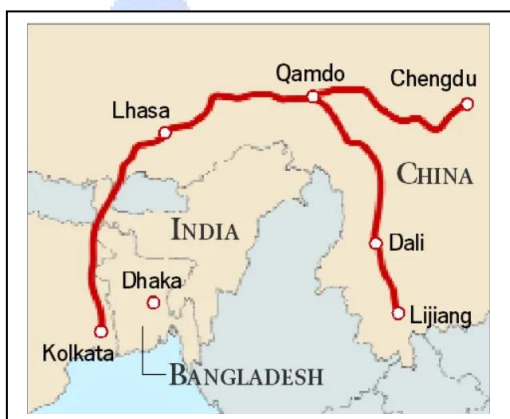 Qamdo
Chengdu
Lhasa
CHINA
INDIA
Dali
Dhaka
Lijiang
Kolkata
BANGLADESH